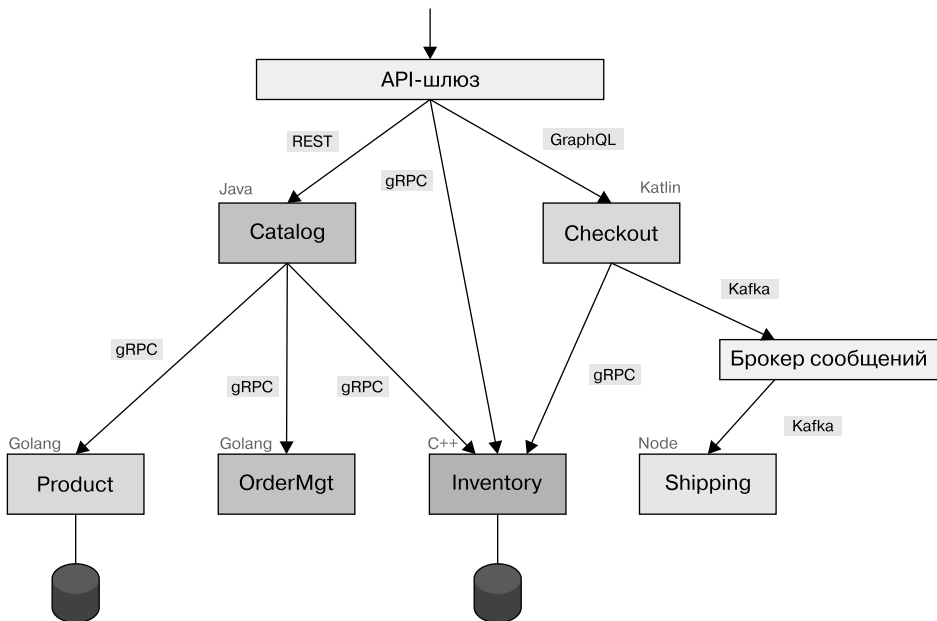 API-шлюз
REST
GraphQL
gRPC
Java
Katlin
Catalog
Checkout
Kafka
gRPC
Брокер сообщений
gRPC
gRPC
gRPC
Kafka
Golang
Golang
C++
Node
Product
OrderMgt
Inventory
Shipping